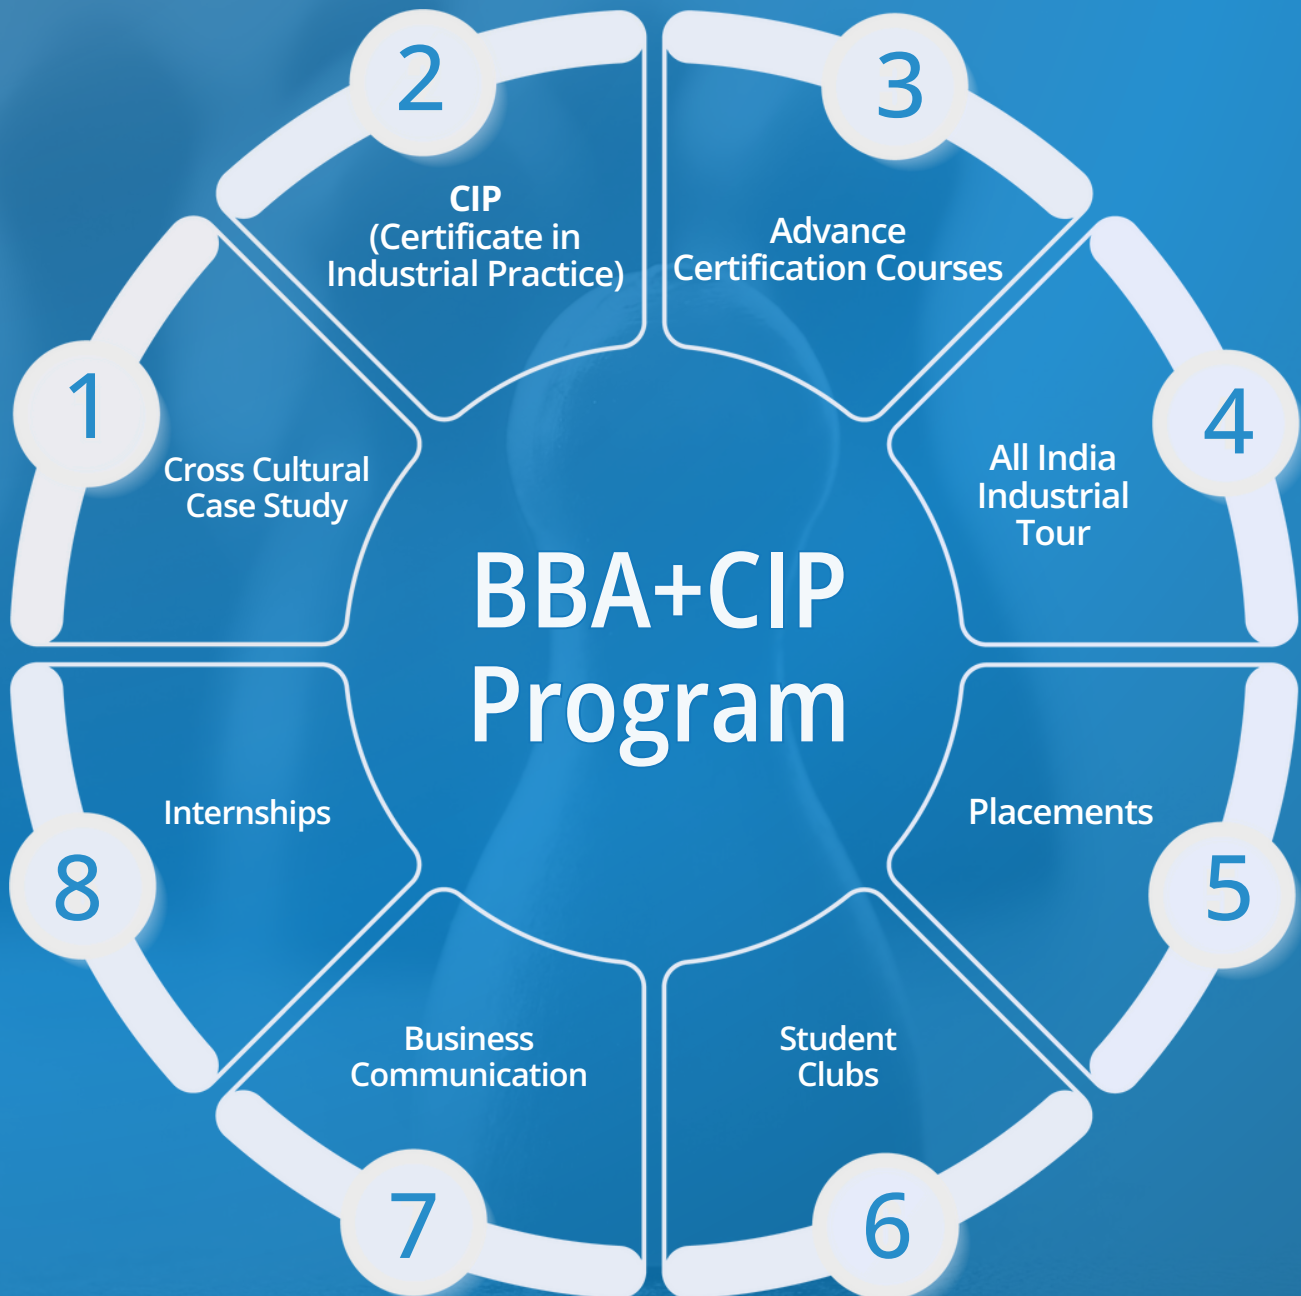 1
Cross Cultural
Case Study
2
CIP
(Certificate in
Industrial Practice)
3
Advance
Certification Courses
4
All India
Industrial
Tour
5
Placements
6
Student
Clubs
7
Business
Communication
8
Internships
BBA+CIP
Program